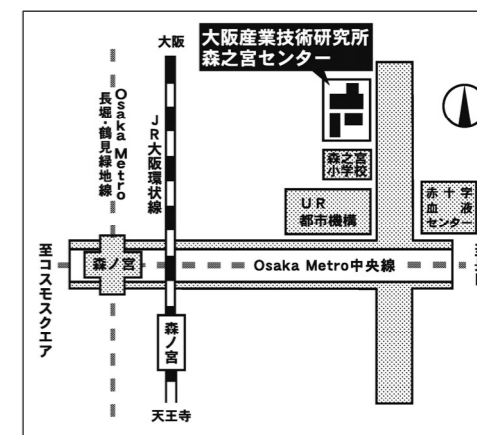 大阪
大阪産業技術研究所
森之宮センター
Osaka Metro
長堀・鶴見緑地線
JR大阪環状線
森之宮
小学校
UR
都市機構
赤十字
血液
センター
至コスモスクエア
森ノ宮
Osaka Metro中央線
至
森ノ宮
天王寺